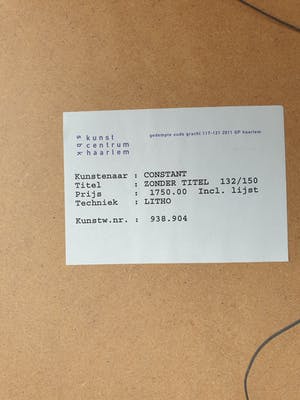 s kunst
b centrum
k haarlem
gedempte oude gracht 117-121 2011 GP haarlem
Kunstenaar : CONSTANT
Titel : ZONDER TITEL 132/150
Prijs : 1750.00 Incl. lijst
Techniek : LITHO
Kunstw.nr. : 938.904